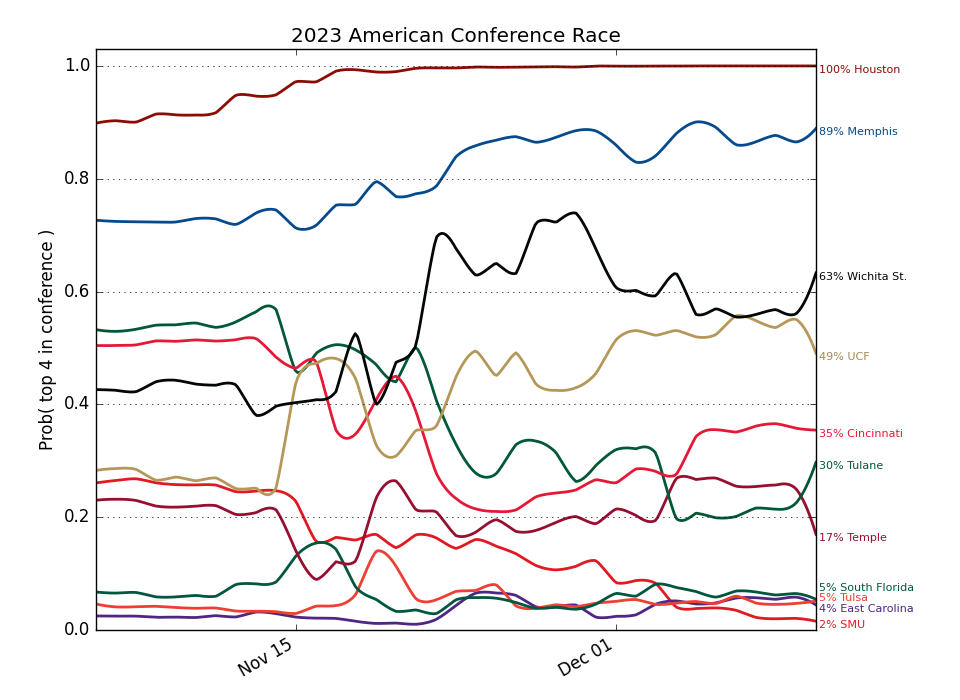 2023 American Conference Race
Prob( top 4 in conference )
1.0
0.8
0.6
0.4
0.2
0.0
Nov 15
Dec 01
100% Houston
89% Memphis
63% Wichita St.
49% UCF
35% Cincinnati
30% Tulane
17% Temple
5% South Florida
5% Tulsa
4% East Carolina
2% SMU